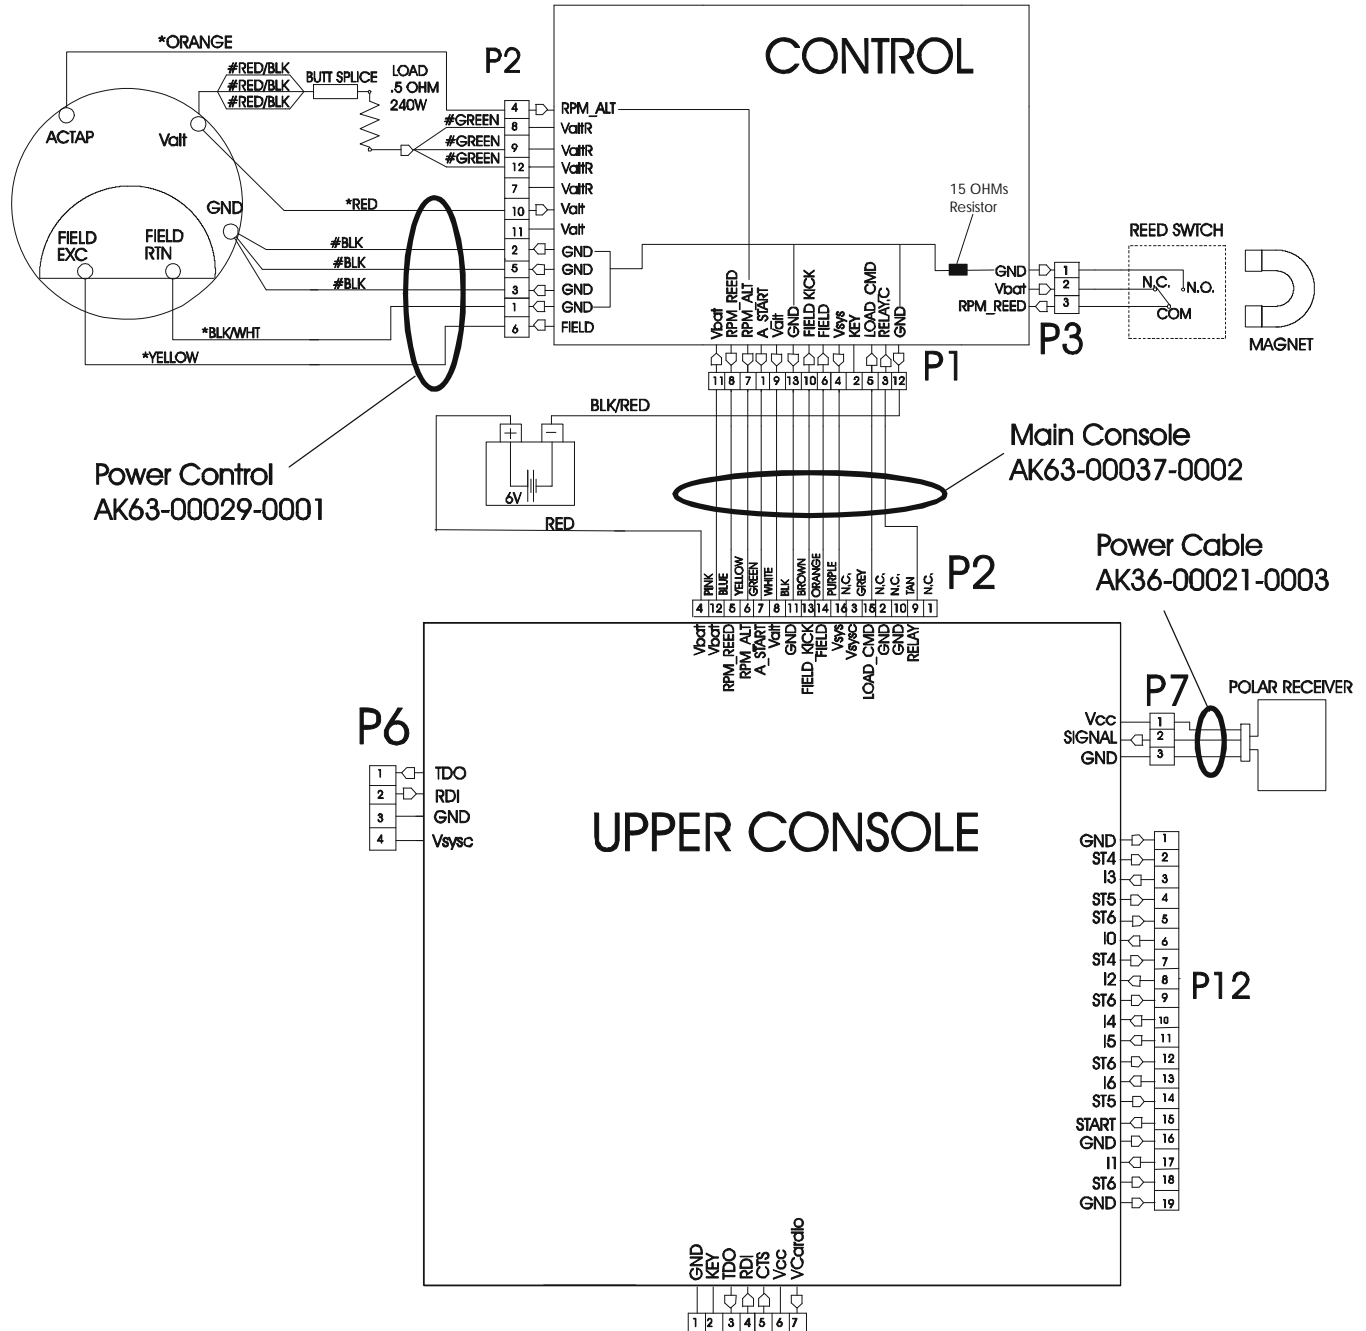 CONTROL
*ORANGE
#RED/BLK
#RED/BLK
#RED/BLK
BUTT SPLICE
LOAD
.5 OHM
240W
P2
ACTAP
Valt
GND
FIELD
EXC
FIELD
RTN
#GREEN
#GREEN
#GREEN
*RED
#BLK
#BLK
#BLK
*BLK/WHT
*YELLOW
4 RPM_ALT
8 ValtR
9 ValtR
12 ValtR
7 ValtR
10 Valt
11 Valt
2 GND
5 GND
3 GND
1 GND
6 FIELD
15 OHMs
Resistor
GND 1
Vbat 2
RPM_REED 3
P3
REED SWTCH
N.C.
N.O.
COM
MAGNET
Vbat
RPM_REED
RPM_ALT
A_START
Valt
GND
FIELD_KICK
FIELD
Vsys
KEY
LOAD_CMD
RELAY.C
GND
11 8 7 1 9 13 10 6 4 2 5 3 12
P1
BLK/RED
+
−
6V
RED
Power Control
AK63-00029-0001
Main Console
AK63-00037-0002
Power Cable
AK36-00021-0003
PINK
BLUE
YELLOW
GREEN
WHITE
BLK
BROWN
ORANGE
PURPLE
N.C.
GREY
N.C.
N.C.
TAN
N.C.
P2
4 12 5 6 7 8 11 13 14 16 3 15 2 10 9 1
Vbat
Vbat
RPM_REED
RPM_ALT
A_START
Valt
GND
FIELD_KICK
FIELD
Vsys
Vsysc
LOAD_CMD
GND
GND
RELAY
P7
POLAR RECEIVER
Vcc 1
SIGNAL 2
GND 3
P6
1 TDO
2 RDI
3 GND
4 Vsysc
UPPER CONSOLE
GND 1
ST4 2
I3 3
ST5 4
ST6 5
I0 6
ST4 7
I2 8
ST6 9
I4 10
I5 11
ST6 12
I6 13
ST5 14
START 15
GND 16
I1 17
ST6 18
GND 19
P12
GND
KEY
TDO
RDI
CTS
Vcc
VCardio
1 2 3 4 5 6 7